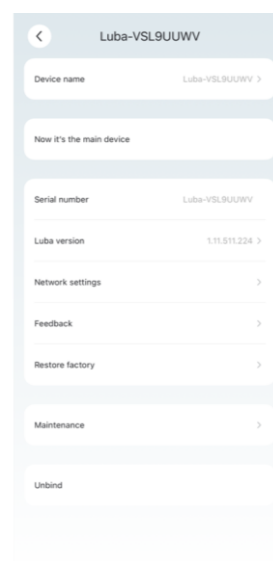 Luba-VSL9UUWV
Device name Luba-VSL9UUWV
Now it's the main device
Serial number Luba-VSL9UUWV
Luba version 1.11.511.224
Network settings
Feedback
Restore factory
Maintenance
Unbind